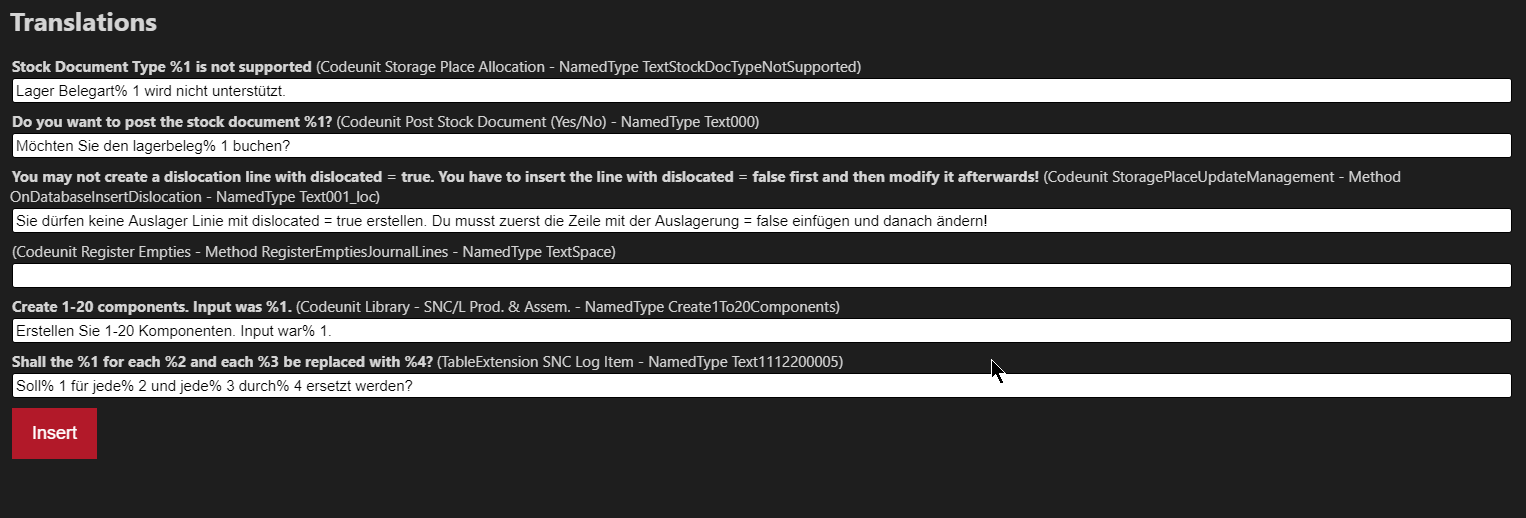 Translations
Stock Document Type %1 is not supported (Codeunit Storage Place Allocation - NamedType TextStockDocTypeNotSupported)
Lager Belegart% 1 wird nicht unterstützt.
Do you want to post the stock document %1? (Codeunit Post Stock Document (Yes/No) - NamedType Text000)
Möchten Sie den lagerbeleg% 1 buchen?
You may not create a dislocation line with dislocated = true. You have to insert the line with dislocated = false first and then modify it afterwards! (Codeunit StoragePlaceUpdateManagement - Method
OnDatabaseInsertDislocation - NamedType Text001_loc)
Sie dürfen keine Auslager Linie mit dislocated = true erstellen. Du musst zuerst die Zeile mit der Auslagerung = false einfügen und danach ändern!
(Codeunit Register Empties - Method RegisterEmptiesJournalLines - NamedType TextSpace)
Create 1-20 components. Input was %1. (Codeunit Library - SNC/L Prod. & Assem. - NamedType Create1To20Components)
Erstellen Sie 1-20 Komponenten. Input war% 1.
Shall the %1 for each %2 and each %3 be replaced with %4? (TableExtension SNC Log Item - NamedType Text1112200005)
Soll% 1 für jede% 2 und jede% 3 durch% 4 ersetzt werden?
Insert